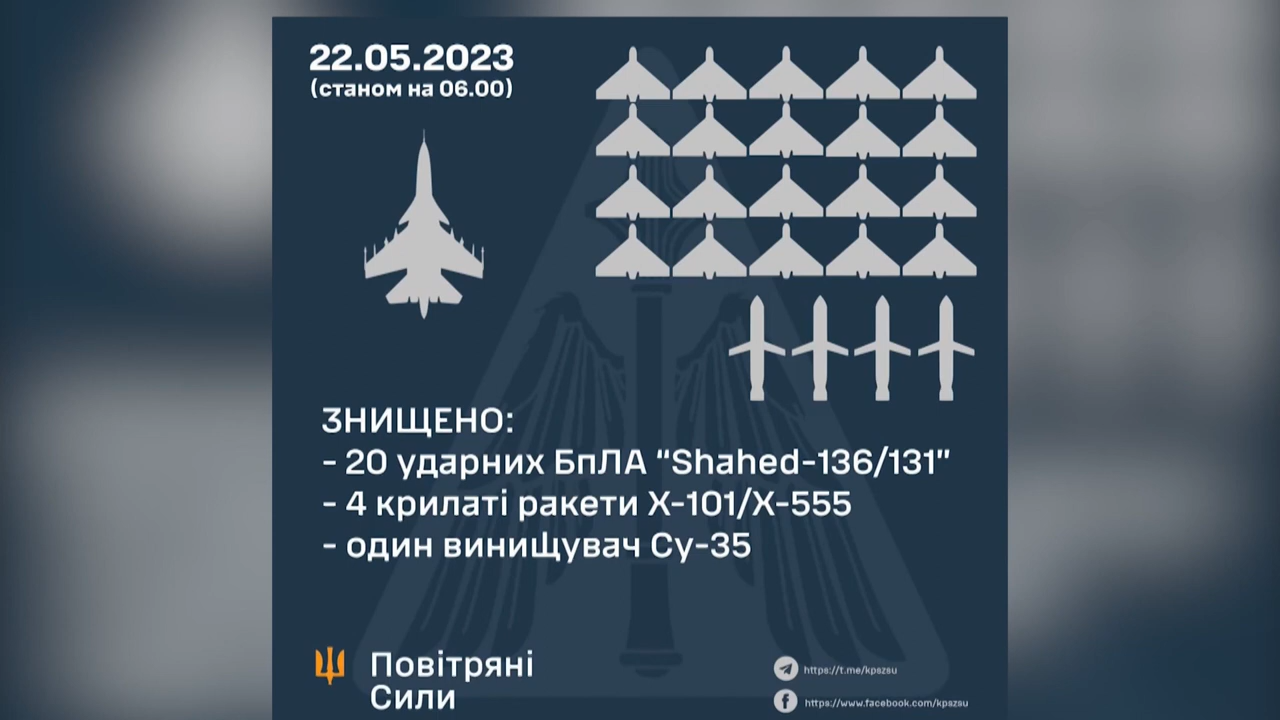 22.05.2023
(станом на 06.00)
ЗНИЩЕНО:
- 20 ударних БпЛА “Shahed-136/131”
- 4 крилаті ракети Х-101/Х-555
- один винищувач Су-35
Повітряні
Сили
https://t.me/kpszsu
https://www.facebook.com/kpszsu